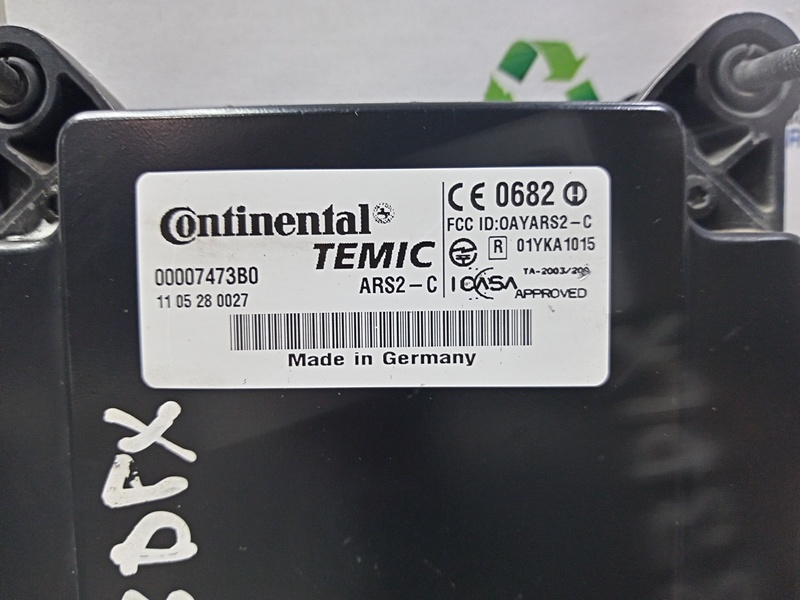 Continental
TEMIC
ARS2-C
00007473B0
11 05 28 0027
CE 0682
FCC ID:OAYARS2-C
R 01YKA1015
ICASA
APPROVED
Made in Germany
DFX